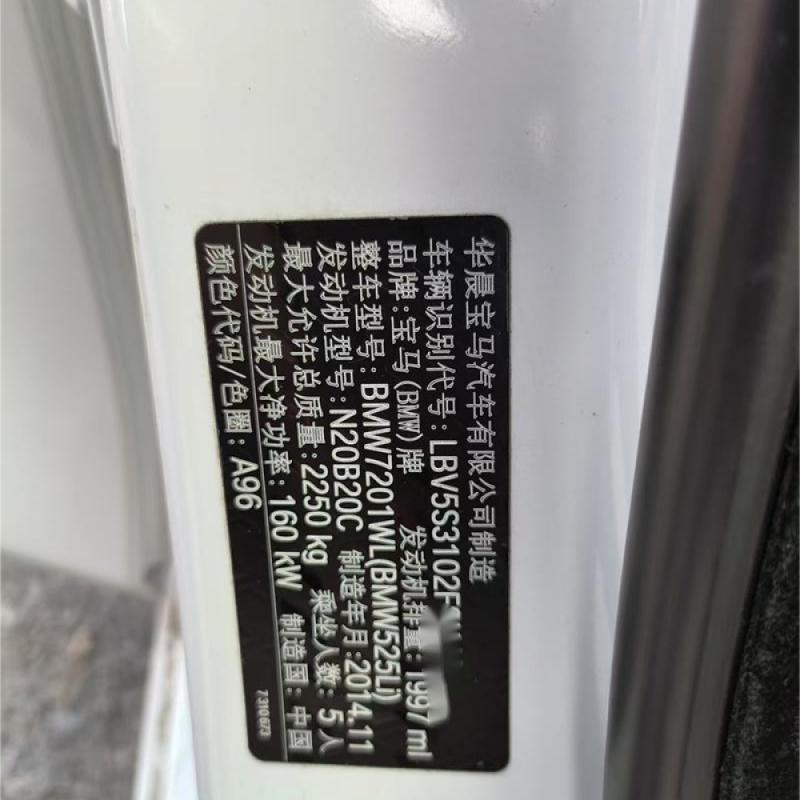 华晨宝马汽车有限公司制造
车辆识别代号: LBV5S3102F
品牌:宝马(BMW)牌 发动机排量: 1997 ml
整车型号: BMW7201WL(BMW525Li)
发动机型号: N20B20C 制造年月: 2014.11
最大允许总质量: 2250 kg 乘坐人数: 5人
发动机最大净功率: 160 kW 制造国: 中国
颜色代码/色圈: A96
7310673